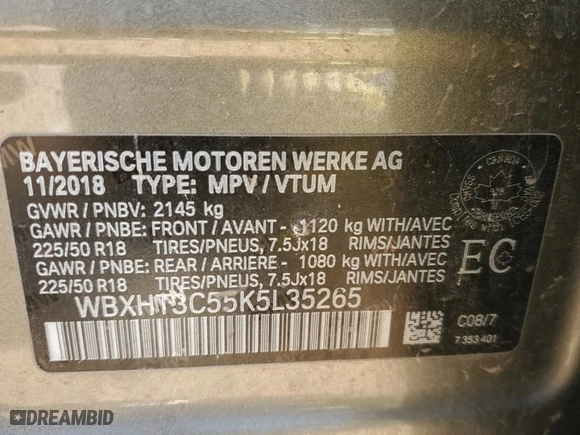 BAYERISCHE MOTOREN WERKE AG
11/2018 TYPE: MPV / VTUM
GVWR / PNBV: 2145 kg
GAWR / PNBE: FRONT / AVANT - 1120 kg WITH/AVEC
225/50 R18 TIRES/PNEUS, 7.5Jx18 RIMS/JANTES
GAWR / PNBE: REAR / ARRIERE - 1080 kg WITH/AVEC
225/50 R18 TIRES/PNEUS, 7.5Jx18 RIMS/JANTES
WBXHT3C55K5L35265
CANADA
TRANSPORT
EC
C08/7
7 353 401
DREAMBID